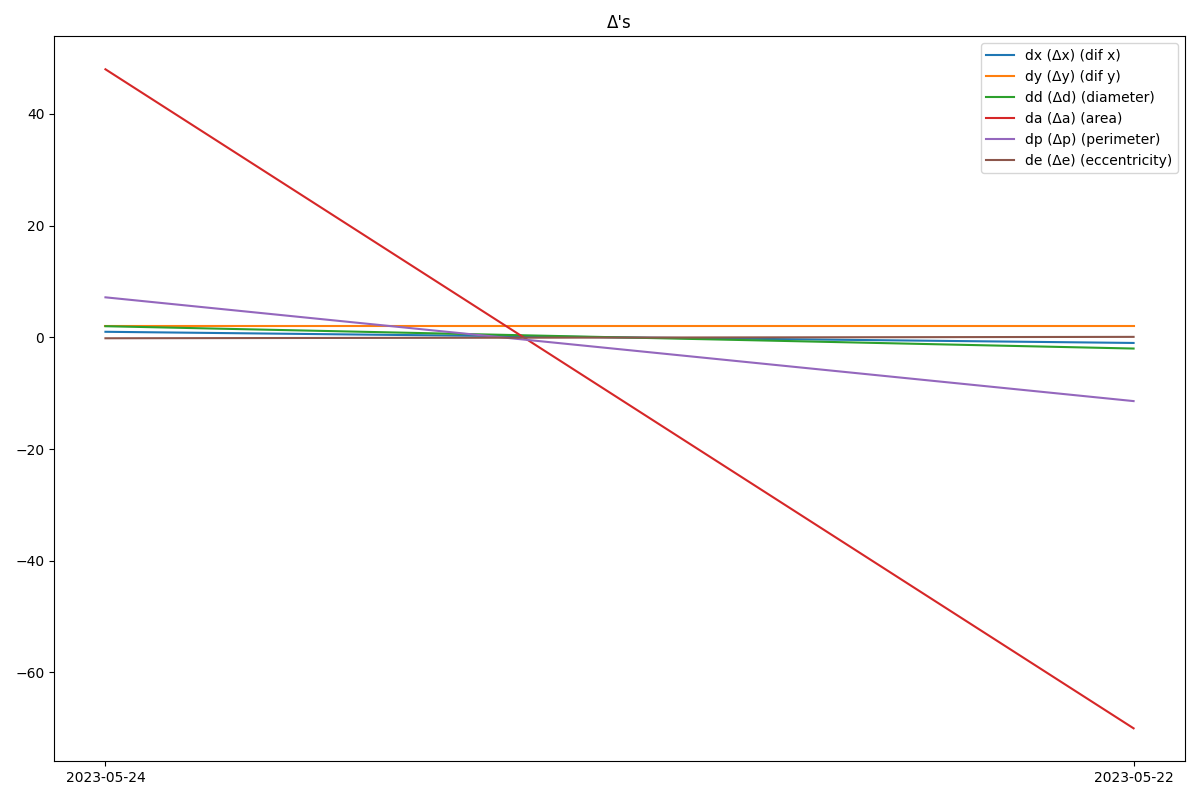 Δ's
dx (Δx) (dif x)
dy (Δy) (dif y)
dd (Δd) (diameter)
da (Δa) (area)
dp (Δp) (perimeter)
de (Δe) (eccentricity)
40
20
0
−20
−40
−60
2023-05-24 2023-05-22